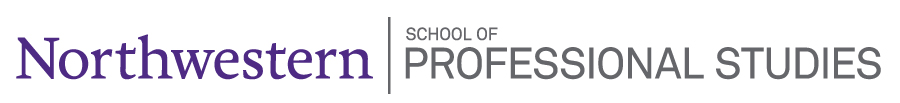 Northwestern
SCHOOL OF
PROFESSIONAL STUDIES